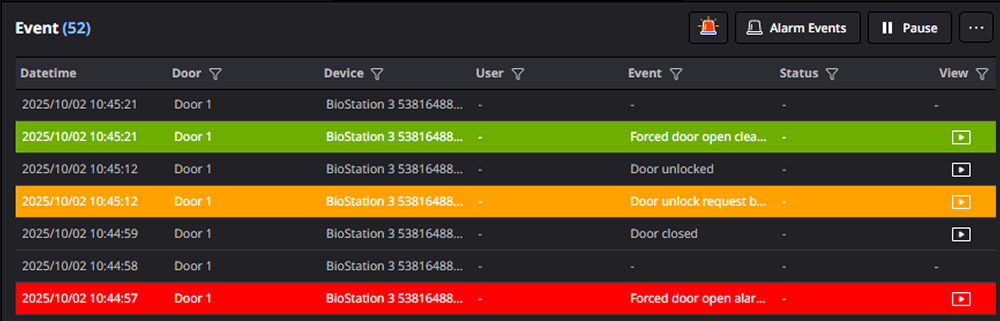 Event (52) Alarm Events Pause ...
Datetime Door Device User Event Status View
2025/10/02 10:45:21 Door 1 BioStation 3 53816488... - - - -
2025/10/02 10:45:21 Door 1 BioStation 3 53816488... - Forced door open clea... -
2025/10/02 10:45:12 Door 1 BioStation 3 53816488... - Door unlocked -
2025/10/02 10:45:12 Door 1 BioStation 3 53816488... - Door unlock request b... -
2025/10/02 10:44:59 Door 1 BioStation 3 53816488... - Door closed -
2025/10/02 10:44:58 Door 1 BioStation 3 53816488... - - - -
2025/10/02 10:44:57 Door 1 BioStation 3 53816488... - Forced door open alar... -